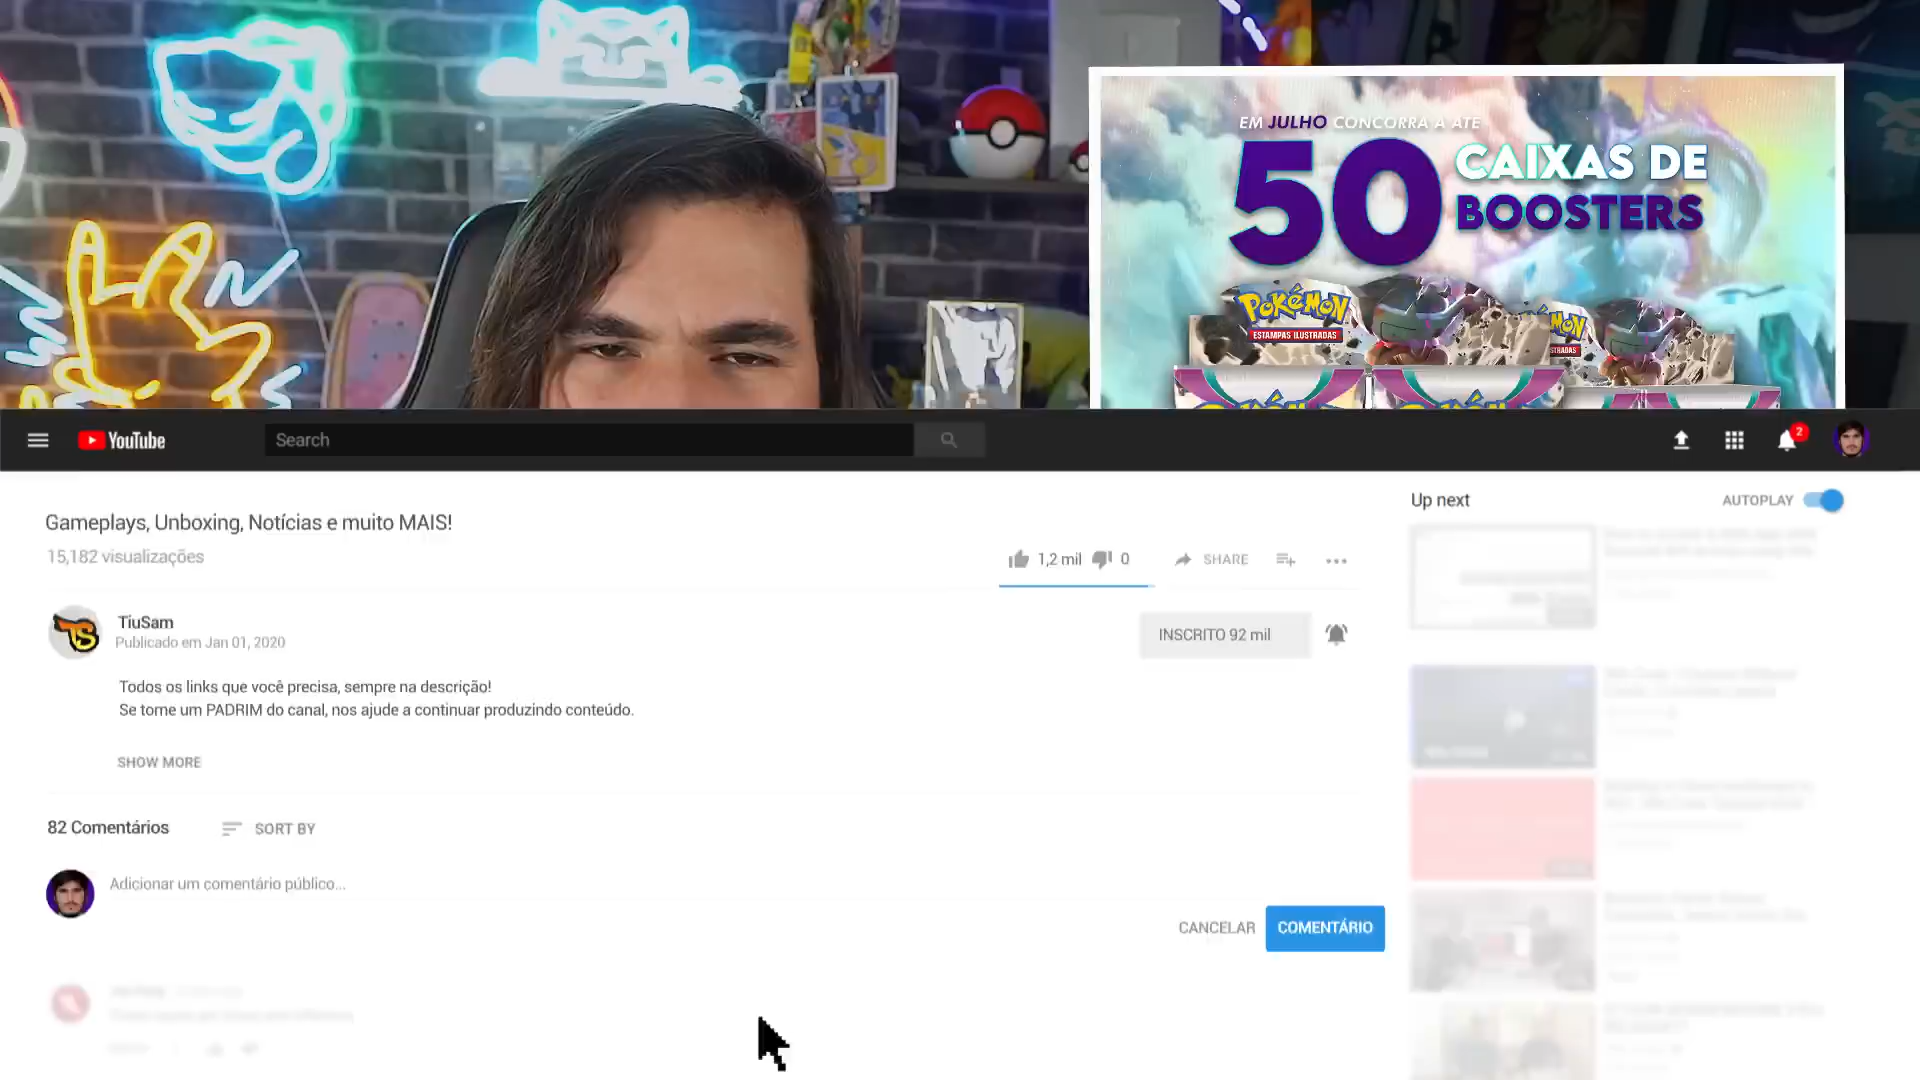 EM JULHO CONCORRA A ATÉ
50 CAIXAS DE
BOOSTERS
POKÉMON
ESTAMPAS ILUSTRADAS
YouTube
Search
2
Gameplays, Unboxing, Notícias e muito MAIS!
15,182 visualizações
1,2 mil
0
SHARE
TiuSam
Publicado em Jan 01, 2020
INSCRITO 92 mil
Todos os links que você precisa, sempre na descrição!
Se torne um PADRIM do canal, nos ajude a continuar produzindo conteúdo.
SHOW MORE
82 Comentários
SORT BY
Adicionar um comentário público...
CANCELAR
COMENTÁRIO
Up next
AUTOPLAY